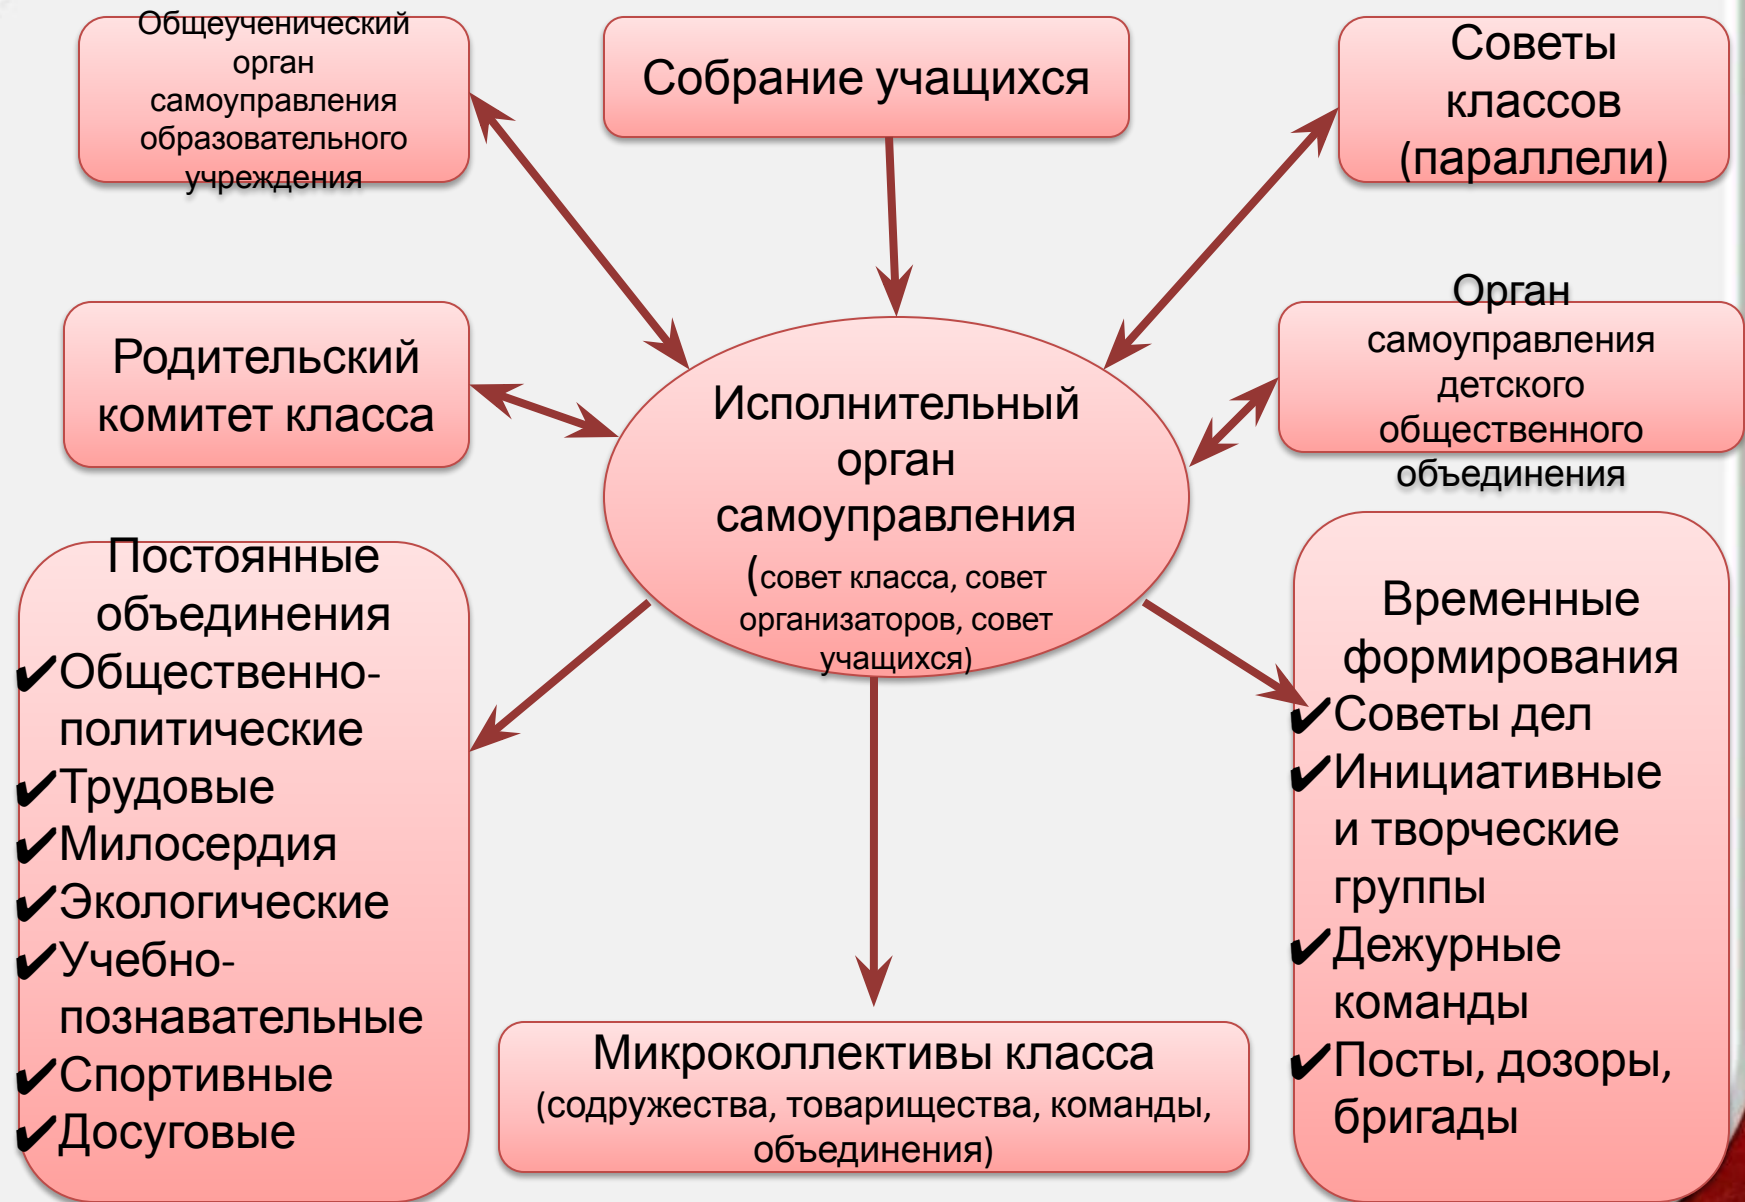 Общеученический
орган
самоуправления
образовательного
учреждения
Собрание учащихся
Советы
классов
(параллели)
Родительский
комитет класса
Исполнительный
орган
самоуправления
(совет класса, совет
организаторов, совет
учащихся)
Орган
самоуправления
детского
общественного
объединения
Постоянные
объединения
✔Общественно-
политические
✔Трудовые
✔Милосердия
✔Экологические
✔Учебно-
познавательные
✔Спортивные
✔Досуговые
Микроколлективы класса
(содружества, товарищества, команды,
объединения)
Временные
формирования
✔Советы дел
✔Инициативные
и творческие
группы
✔Дежурные
команды
✔Посты, дозоры,
бригады